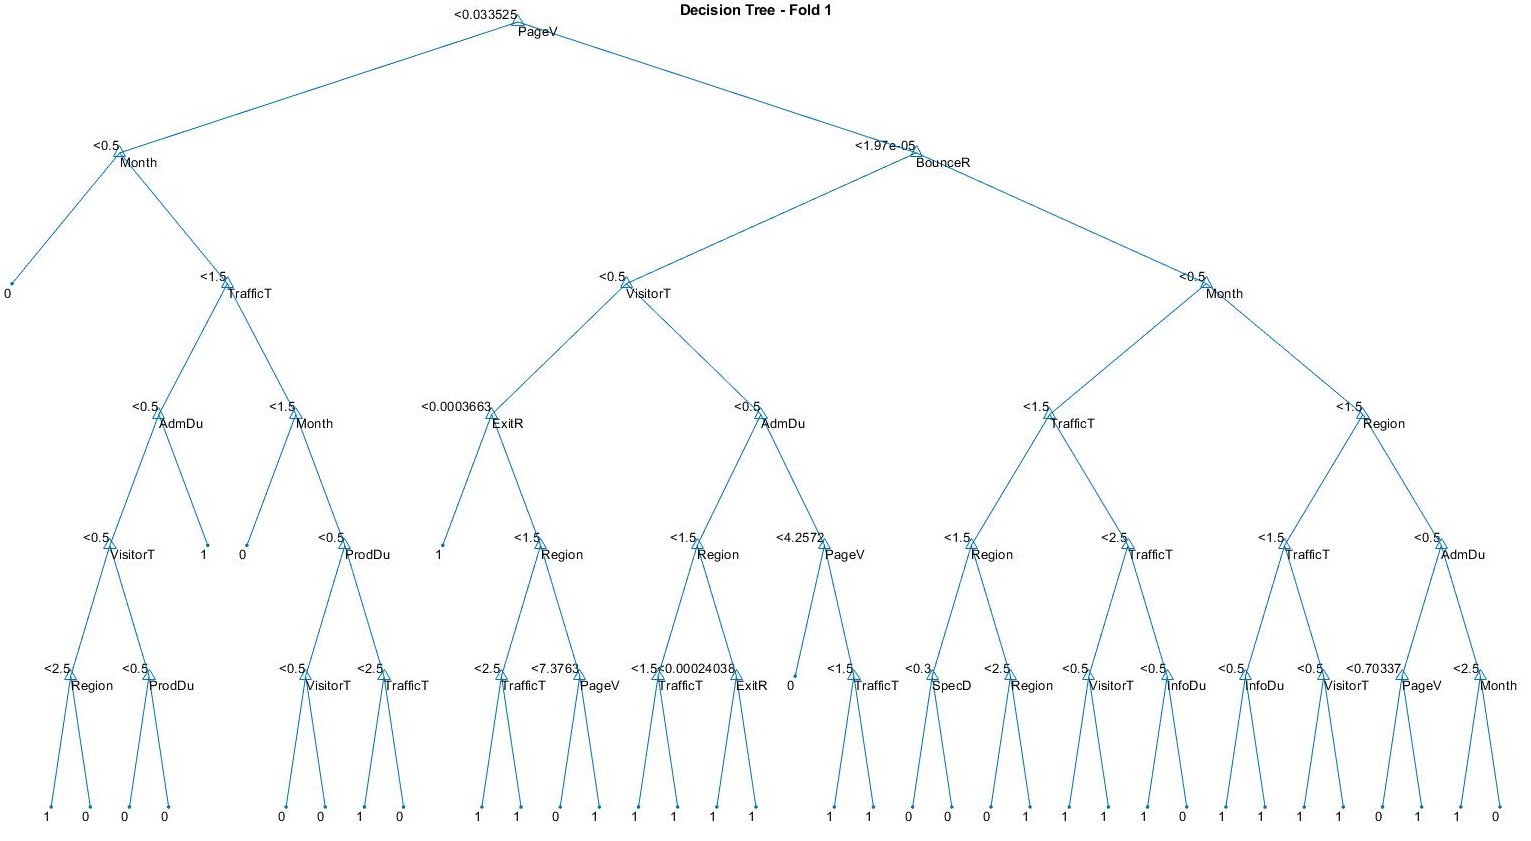 Decision Tree - Fold 1
<0.033525
PageV
<0.5
Month
<1.97e-05
BounceR
0
<1.5
TrafficT
<0.5
VisitorT
<0.5
Month
<0.5
AdmDu
<1.5
Month
<0.0003663
ExitR
<0.5
AdmDu
<1.5
TrafficT
<1.5
Region
<0.5
VisitorT
1
0
<0.5
ProdDu
1
<1.5
Region
<1.5
Region
<4.2572
PageV
<1.5
Region
<2.5
TrafficT
<1.5
TrafficT
<0.5
AdmDu
<2.5
Region
<0.5
ProdDu
<0.5
VisitorT
<2.5
TrafficT
<2.5
TrafficT
<7.3763
PageV
<1.5
TrafficT
<0.00024038
ExitR
0
<1.5
TrafficT
<0.3
SpecD
<2.5
Region
<0.5
VisitorT
<0.5
InfoDu
<0.5
InfoDu
<0.5
VisitorT
<0.70337
PageV
<2.5
Month
1 0 0 0 0 0 1 0 1 1 0 1 1 1 1 1 1 1 0 0 0 1 1 1 1 0 1 1 1 1 0 1 1 0